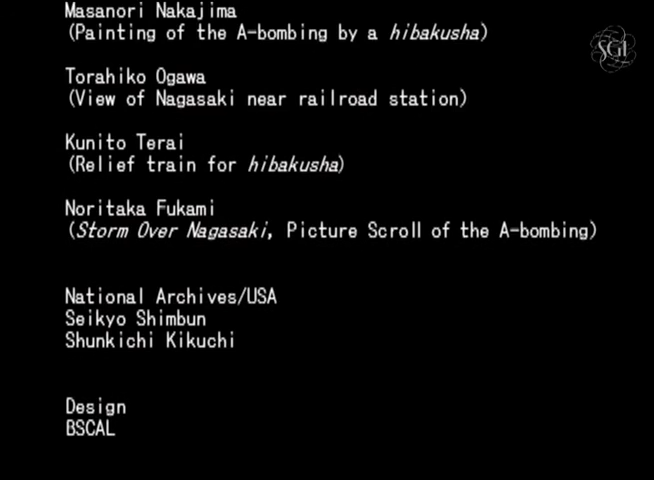 Masanori Nakajima
(Painting of the A-bombing by a hibakusha)
SGI
Torahiko Ogawa
(View of Nagasaki near railroad station)
Kunito Terai
(Relief train for hibakusha)
Noritaka Fukami
(Storm Over Nagasaki, Picture Scroll of the A-bombing)
National Archives/USA
Seikyo Shimbun
Shunkichi Kikuchi
Design
BSCAL